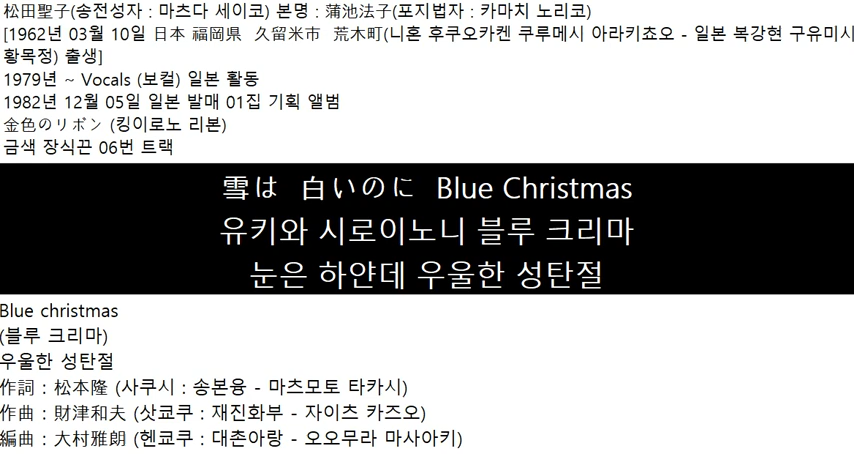 松田聖子(송전성자 : 마츠다 세이코) 본명 : 蒲池法子(포지법자 : 카마치 노리코)
[1962년 03월 10일 日本 福岡県 久留米市 荒木町(니혼 후쿠오카켄 쿠루메시 아라키쵸오 - 일본 복강현 구유미시
황목정) 출생]
1979년 ~ Vocals (보컬) 일본 활동
1982년 12월 05일 일본 발매 01집 기획 앨범
金色のリボン (킹이로노 리본)
금색 장식끈 06번 트랙
雪は 白いのに Blue Christmas
유키와 시로이노니 블루 크리마
눈은 하얀데 우울한 성탄절
Blue christmas
(블루 크리마)
우울한 성탄절
作詞 : 松本隆 (사쿠시 : 송본융 - 마츠모토 타카시)
作曲 : 財津和夫 (삿쿄쿠 : 재진화부 - 자이츠 카즈오)
編曲 : 大村雅朗 (헨쿄쿠 : 대촌아랑 - 오오무라 마사아키)